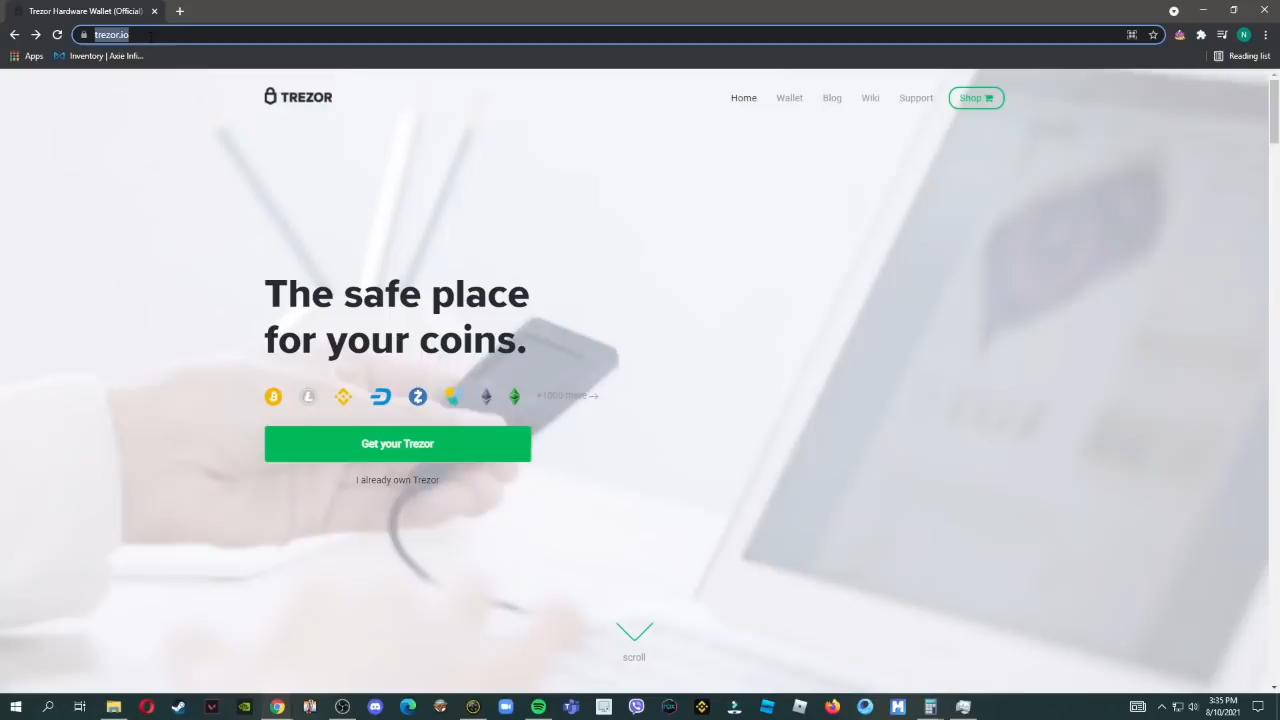 Trezor Hardware Wallet (Official)
trezor.io
N
Apps
Inventory | Axie Infi...
Reading list
TREZOR
Home
Wallet
Blog
Wiki
Support
Shop
The safe place
for your coins.
+1000 more →
Get your Trezor
I already own Trezor
scroll
3:35 PM
8/10/2021